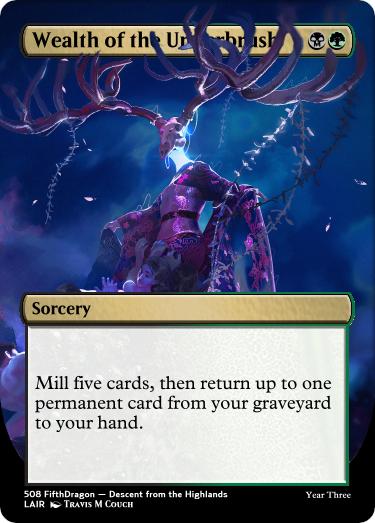 Wealth of the Underbrush
Sorcery
Mill five cards, then return up to one
permanent card from your graveyard
to your hand.
508 FifthDragon — Descent from the Highlands
LAIR Travis M Couch
Year Three